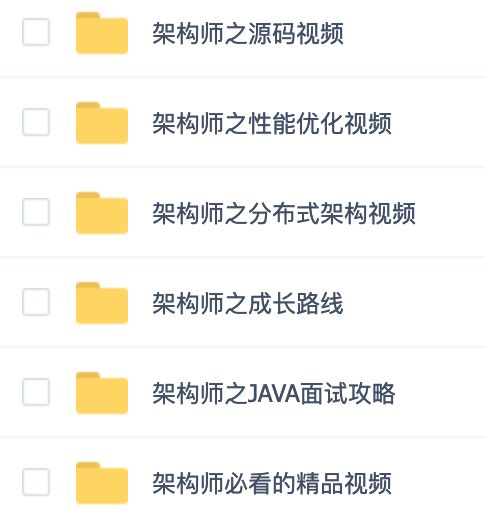 架构师之源码视频
架构师之性能优化视频
架构师之分布式架构视频
架构师之成长路线
架构师之JAVA面试攻略
架构师必看的精品视频